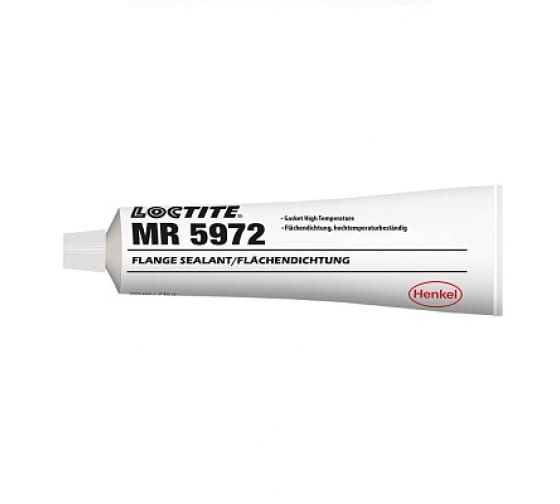 LOCTITE®
MR 5972
FLANGE SEALANT/FLÄCHENDICHTUNG
• Gasket High Temperature
• Flächendichtung, hochtemperaturbeständig
Henkel